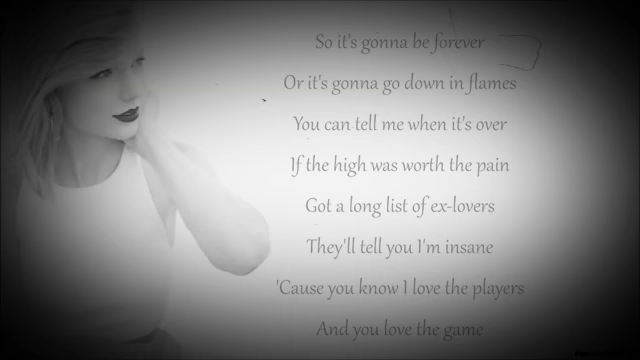 So it's gonna be forever
Or it's gonna go down in flames
You can tell me when it's over
If the high was worth the pain
Got a long list of ex-lovers
They'll tell you I'm insane
'Cause you know I love the players
And you love the game